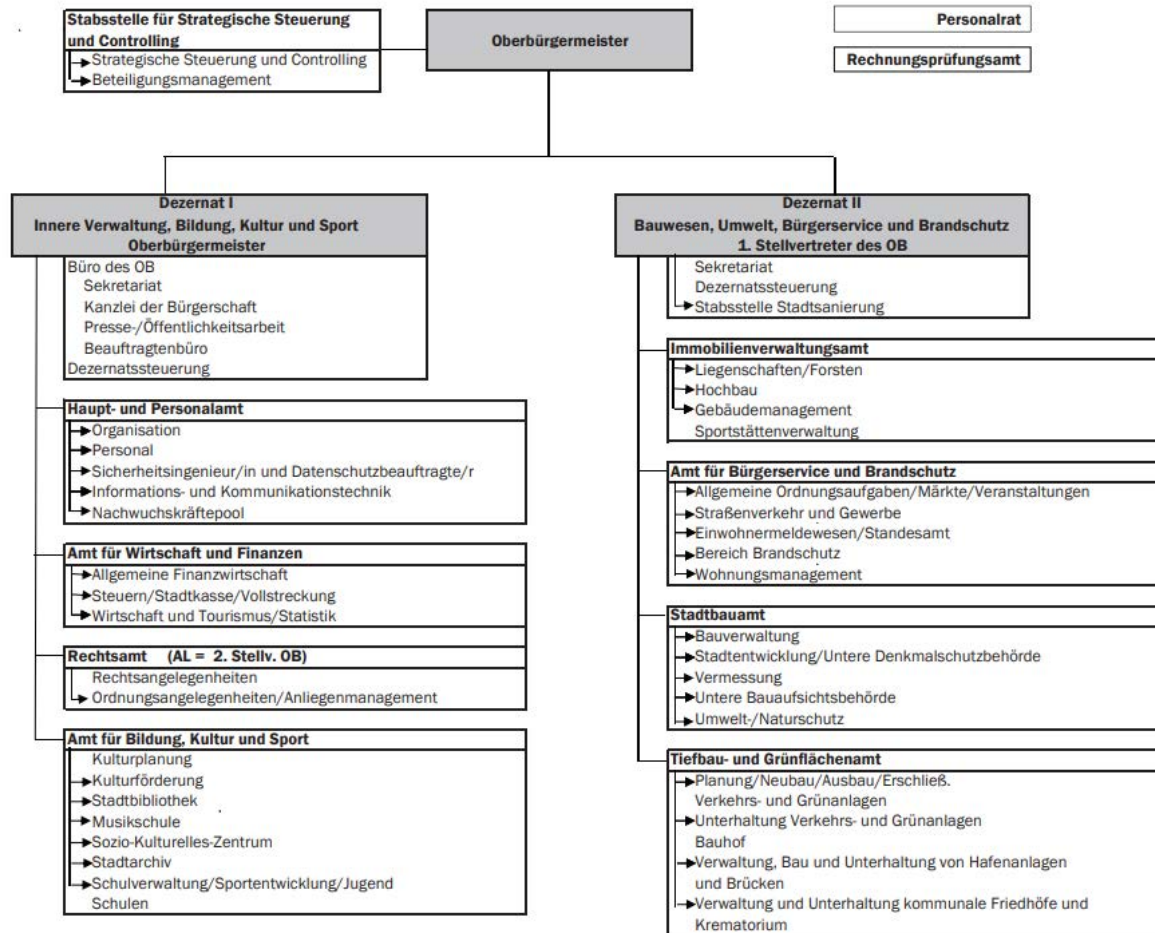 Stabsstelle für Strategische Steuerung
und Controlling
Strategische Steuerung und Controlling
Beteiligungsmanagement
Oberbürgermeister
Personalrat
Rechnungsprüfungsamt
Dezernat I
Innere Verwaltung, Bildung, Kultur und Sport
Oberbürgermeister
Büro des OB
Sekretariat
Kanzlei der Bürgerschaft
Presse-/Öffentlichkeitsarbeit
Beauftragtenbüro
Dezernatssteuerung
Haupt- und Personalamt
Organisation
Personal
Sicherheitsingenieur/in und Datenschutzbeauftragte/r
Informations- und Kommunikationstechnik
Nachwuchskräftepool
Amt für Wirtschaft und Finanzen
Allgemeine Finanzwirtschaft
Steuern/Stadtkasse/Vollstreckung
Wirtschaft und Tourismus/Statistik
Rechtsamt (AL = 2. Stellv. OB)
Rechtsangelegenheiten
Ordnungsangelegenheiten/Anliegenmanagement
Amt für Bildung, Kultur und Sport
Kulturplanung
Kulturförderung
Stadtbibliothek
Musikschule
Sozio-Kulturelles-Zentrum
Stadtarchiv
Schulverwaltung/Sportentwicklung/Jugend
Schulen
Dezernat II
Bauwesen, Umwelt, Bürgerservice und Brandschutz
1. Stellvertreter des OB
Sekretariat
Dezernatssteuerung
Stabsstelle Stadtsanierung
Immobilienverwaltungsamt
Liegenschaften/Forsten
Hochbau
Gebäudemanagement
Sportstättenverwaltung
Amt für Bürgerservice und Brandschutz
Allgemeine Ordnungsaufgaben/Märkte/Veranstaltungen
Straßenverkehr und Gewerbe
Einwohnermeldewesen/Standesamt
Bereich Brandschutz
Wohnungsmanagement
Stadtbauamt
Bauverwaltung
Stadtentwicklung/Untere Denkmalschutzbehörde
Vermessung
Untere Bauaufsichtsbehörde
Umwelt-/Naturschutz
Tiefbau- und Grünflächenamt
Planung/Neubau/Ausbau/Erschließ.
Verkehrs- und Grünanlagen
Unterhaltung Verkehrs- und Grünanlagen
Bauhof
Verwaltung, Bau und Unterhaltung von Hafenanlagen
und Brücken
Verwaltung und Unterhaltung kommunale Friedhöfe und
Krematorium